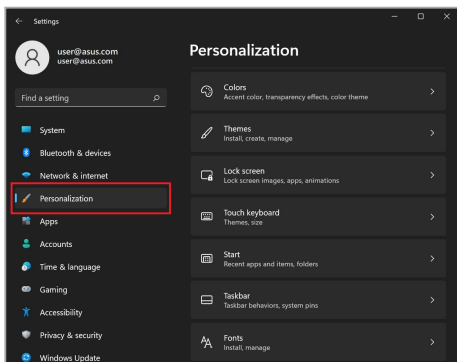 Settings
user@asus.com
user@asus.com
Find a setting
System
Bluetooth & devices
Network & internet
Personalization
Apps
Accounts
Time & language
Gaming
Accessibility
Privacy & security
Windows Update
Personalization
Colors
Accent color, transparency effects, color theme
Themes
Install, create, manage
Lock screen
Lock screen images, apps, animations
Touch keyboard
Themes, size
Start
Recent apps and items, folders
Taskbar
Taskbar behaviors, system pins
Fonts
Install, manage